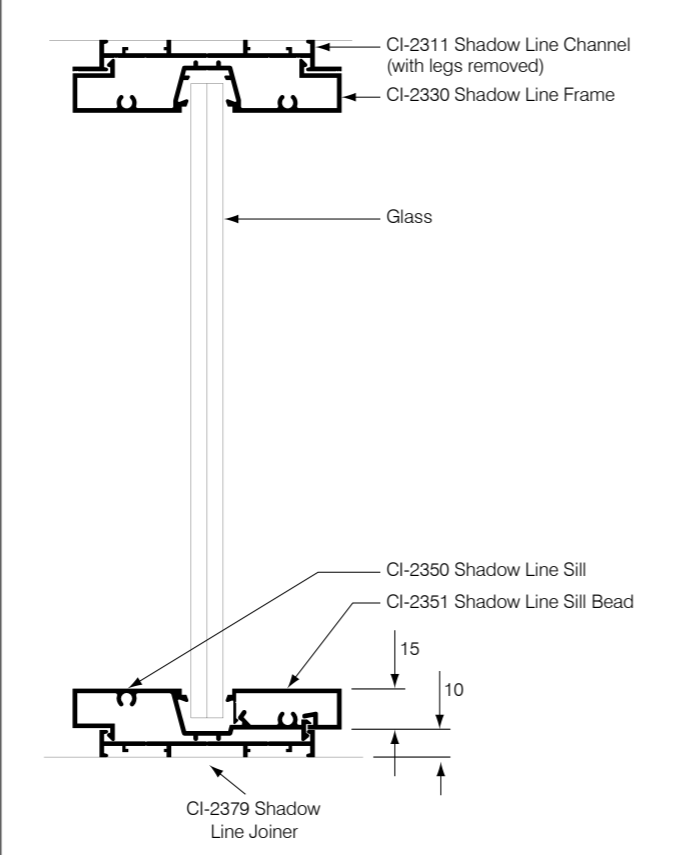 CI-2311 Shadow Line Channel
(with legs removed)
CI-2330 Shadow Line Frame
Glass
CI-2350 Shadow Line Sill
CI-2351 Shadow Line Sill Bead
15
10
CI-2379 Shadow
Line Joiner